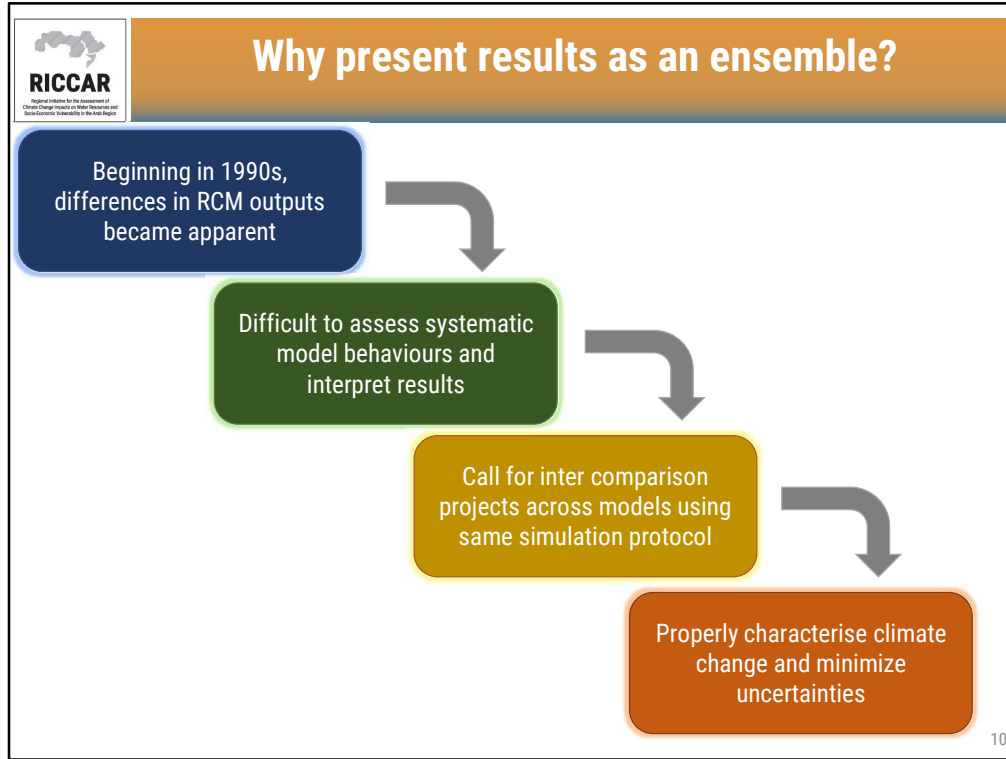 RICCAR
Regional Initiative for the Assessment of
Climate Change Impacts on Water Resources and
Socio-Economic Vulnerability in the Arab Region
Why present results as an ensemble?
Beginning in 1990s,
differences in RCM outputs
became apparent
Difficult to assess systematic
model behaviours and
interpret results
Call for inter comparison
projects across models using
same simulation protocol
Properly characterise climate
change and minimize
uncertainties
10